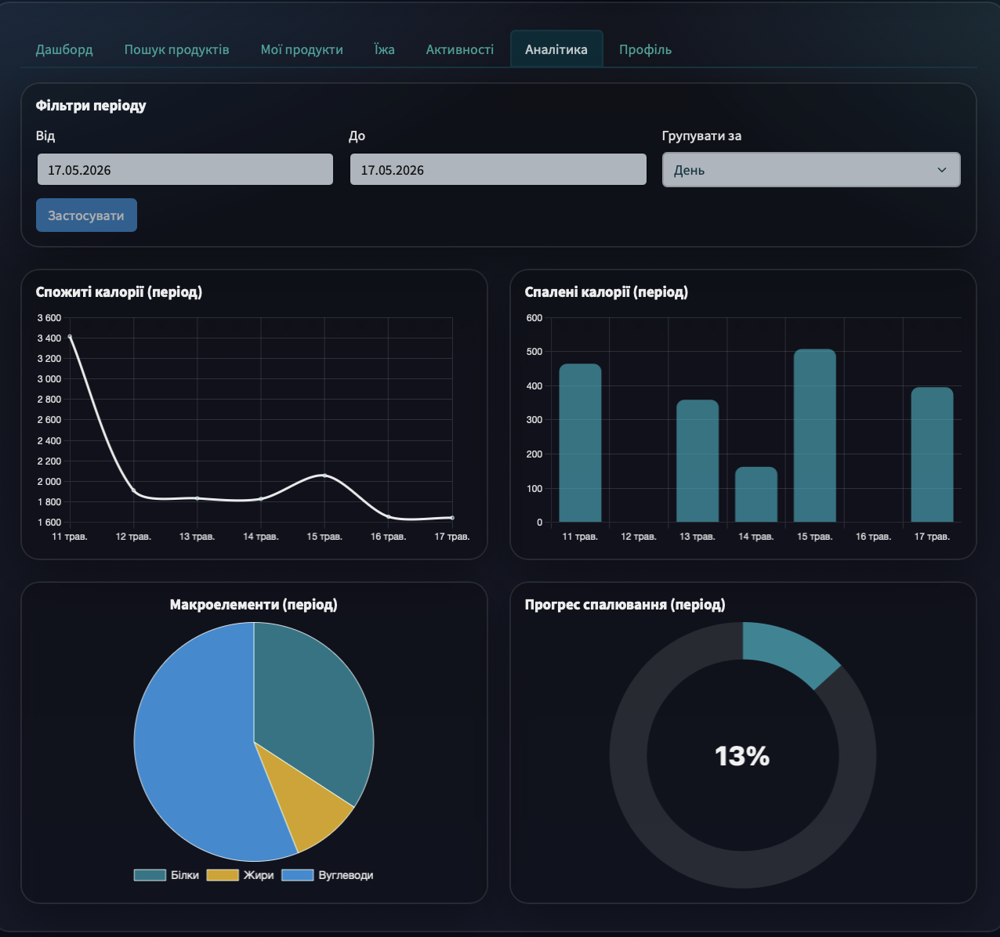 Дашборд Пошук продуктів Мої продукти Їжа Активності Аналітика Профіль
Фільтри періоду
Від До Групувати за
17.05.2026 17.05.2026 День
Застосувати
Спожиті калорії (період)
3 600
3 400
3 200
3 000
2 800
2 600
2 400
2 200
2 000
1 800
1 600
11 трав. 12 трав. 13 трав. 14 трав. 15 трав. 16 трав. 17 трав.
Спалені калорії (період)
600
500
400
300
200
100
0
11 трав. 12 трав. 13 трав. 14 трав. 15 трав. 16 трав. 17 трав.
Макроелементи (період)
Білки Жири Вуглеводи
Прогрес спалювання (період)
13%